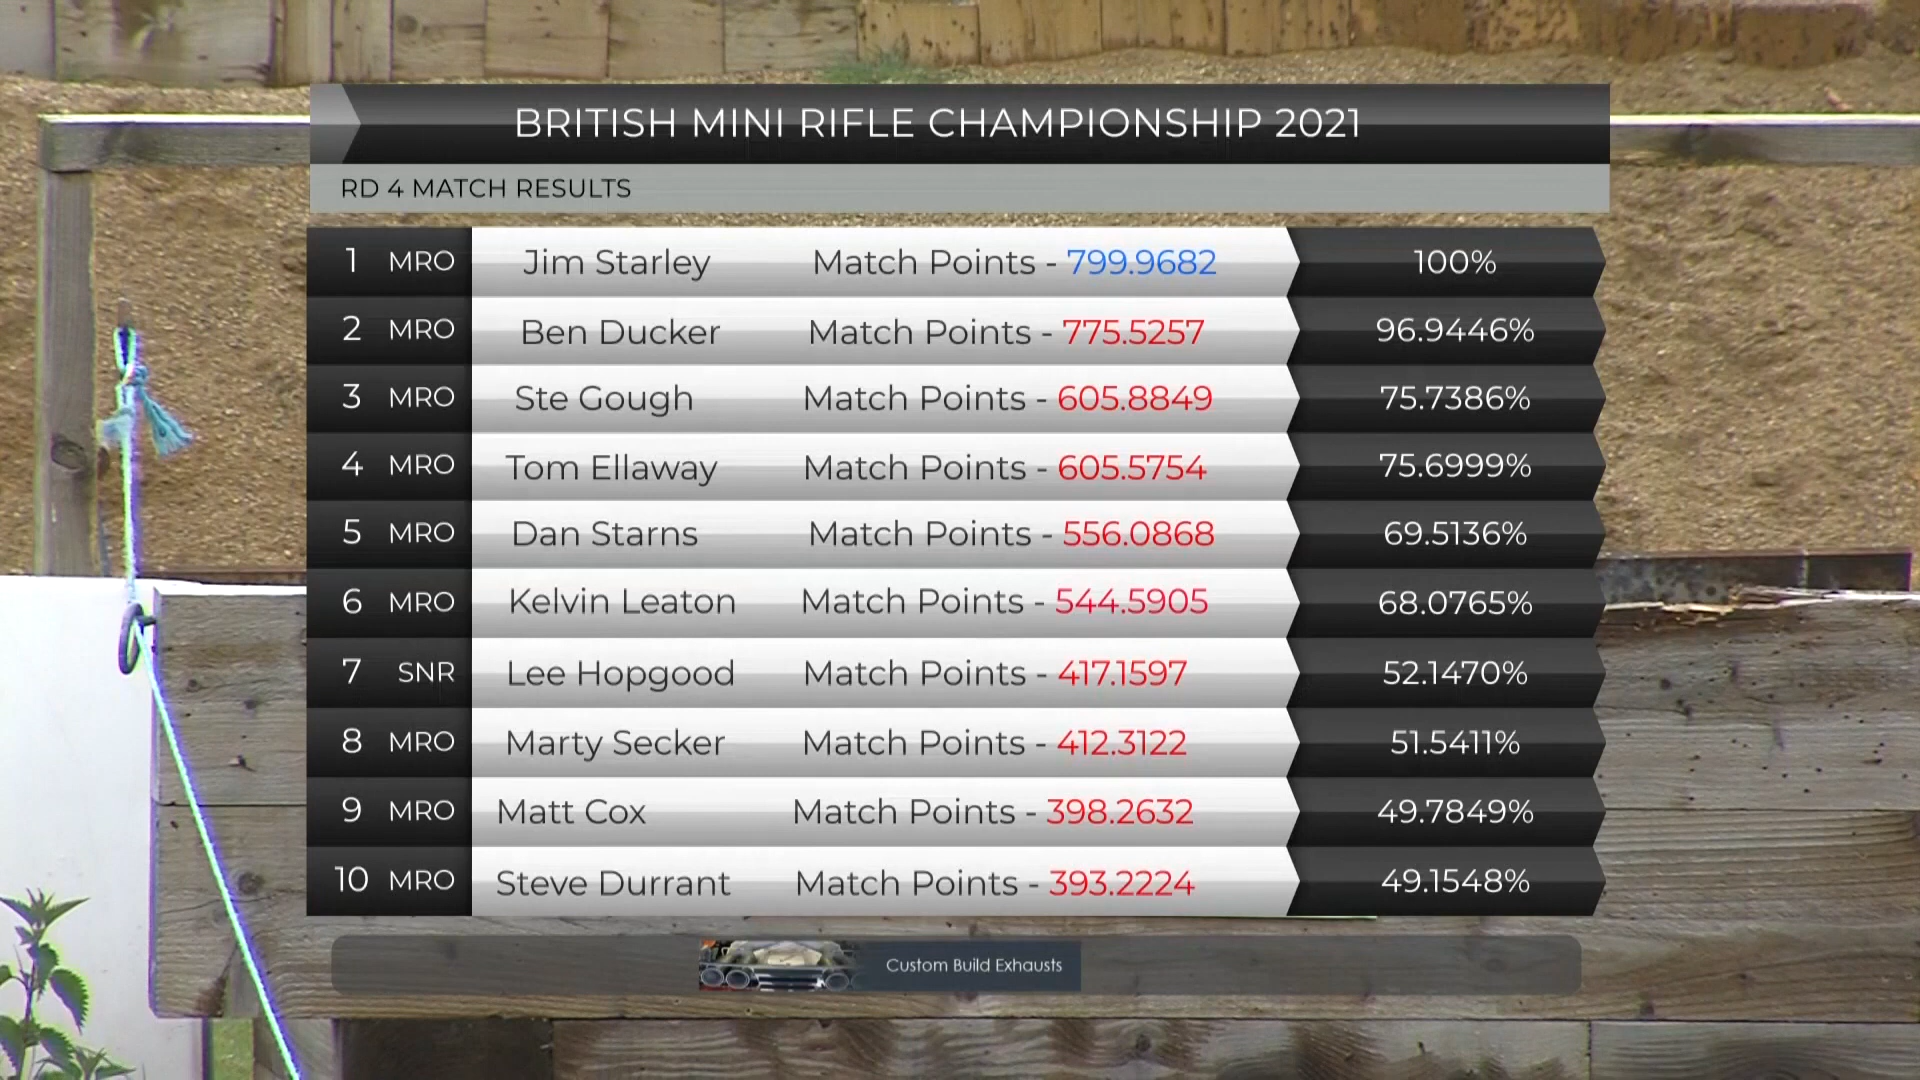 BRITISH MINI RIFLE CHAMPIONSHIP 2021
RD 4 MATCH RESULTS
1 MRO Jim Starley Match Points - 799.9682 100%
2 MRO Ben Ducker Match Points - 775.5257 96.9446%
3 MRO Ste Gough Match Points - 605.8849 75.7386%
4 MRO Tom Ellaway Match Points - 605.5754 75.6999%
5 MRO Dan Starns Match Points - 556.0868 69.5136%
6 MRO Kelvin Leaton Match Points - 544.5905 68.0765%
7 SNR Lee Hopgood Match Points - 417.1597 52.1470%
8 MRO Marty Secker Match Points - 412.3122 51.5411%
9 MRO Matt Cox Match Points - 398.2632 49.7849%
10 MRO Steve Durrant Match Points - 393.2224 49.1548%
Custom Build Exhausts